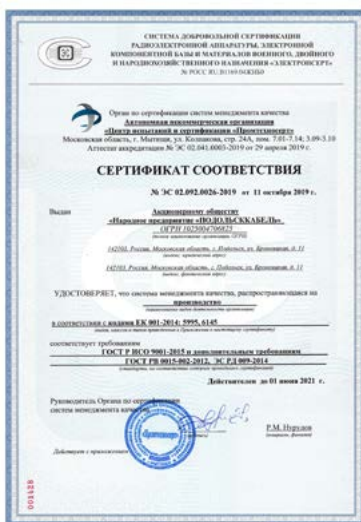 СИСТЕМА ДОБРОВОЛЬНОЙ СЕРТИФИКАЦИИ
РАДИОЭЛЕКТРОННОЙ АППАРАТУРЫ, ЭЛЕКТРОННОЙ
КОМПОНЕНТНОЙ БАЗЫ И МАТЕРИАЛОВ ВОЕННОГО, ДВОЙНОГО
И НАРОДНОХОЗЯЙСТВЕННОГО НАЗНАЧЕНИЯ «ЭЛЕКТРОНСЕРТ»
Орган по сертификации систем менеджмента качества
Автономная некоммерческая организация
«Центр испытаний и сертификации «Промтехносерт»
Московская область, г. Мытищи, ул. Колпакова, стр. 24А, пом. 7.01-7.14; 3.09-3.10
Аттестат аккредитации № ЭС 02.041.0003-2019 от 29 апреля 2019 г.
СЕРТИФИКАТ СООТВЕТСТВИЯ
№ ЭС 02.092.0026-2019 от 11 октября 2019 г.
Выдан Акционерному обществу
«Народное предприятие «ПОДОЛЬСККАБЕЛЬ»
ОГРН 1025004706825
142103, Россия, Московская область, г. Подольск, ул. Бронницкая, д. 11
142103, Россия, Московская область, г. Подольск, ул. Бронницкая, д. 11
УДОСТОВЕРЯЕТ, что система менеджмента качества, распространяющаяся на
производство
в соответствии с кодами ЕК 001-2014: 5995, 6145
соответствует требованиям
ГОСТ Р ИСО 9001-2015 и дополнительным требованиям
ГОСТ РВ 0015-002-2012, ЭС РД 009-2014
Действителен до 01 июня 2021 г.
Руководитель Органа по сертификации
систем менеджмента качества
Р.М. Нурудов
Действует с приложением
001428